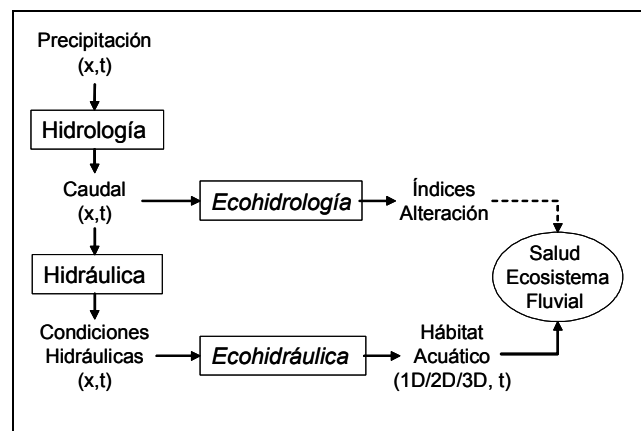 Precipitación
(x,t)
Hidrología
Caudal
(x,t)
Ecohidrología
Índices
Alteración
Salud
Ecosistema
Fluvial
Hidráulica
Condiciones
Hidráulicas
(x,t)
Ecohidráulica
Hábitat
Acuático
(1D/2D/3D, t)